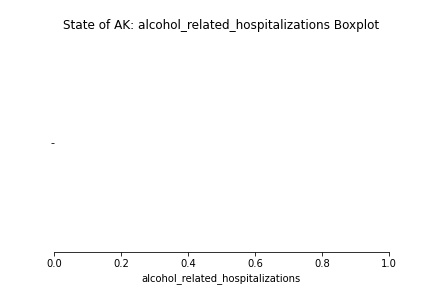 State of AK: alcohol_related_hospitalizations Boxplot
0.0 0.2 0.4 0.6 0.8 1.0
alcohol_related_hospitalizations